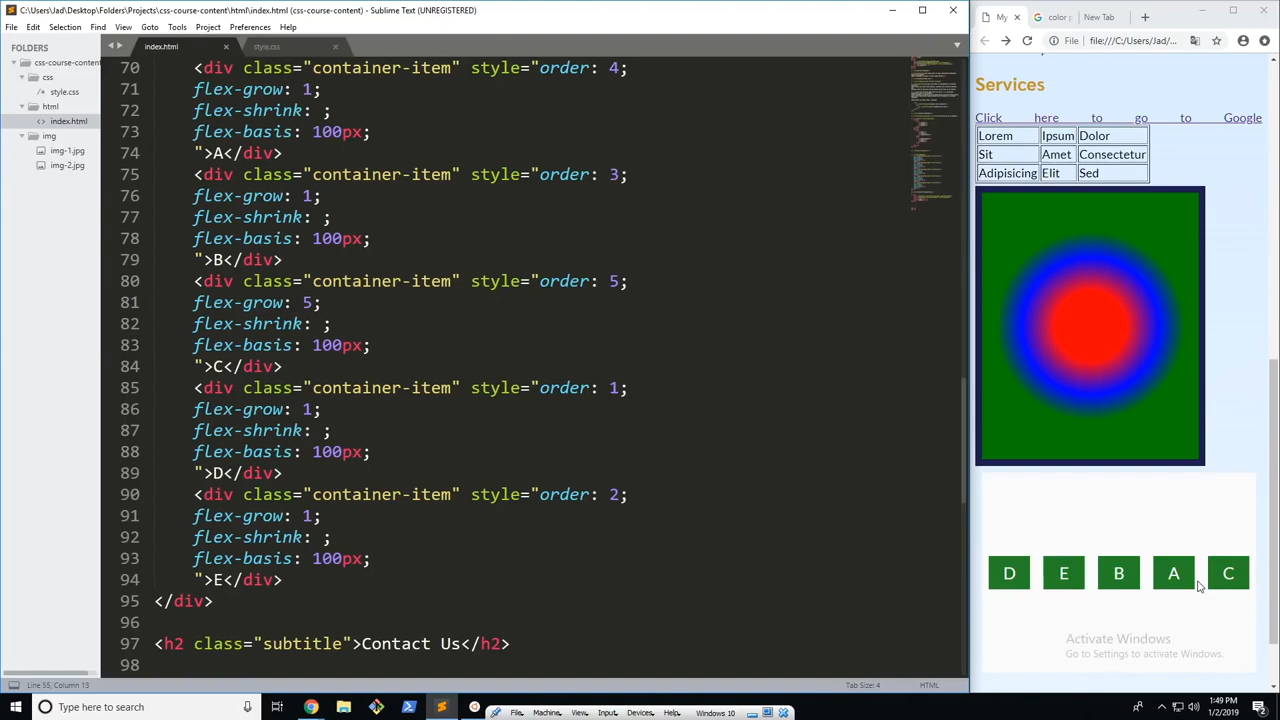 C:\Users\Jad\Desktop\Folders\Projects\css-course-content\html\index.html (css-course-content) - Sublime Text (UNREGISTERED)
File Edit Selection Find View Goto Tools Project Preferences Help
FOLDERS
css-course-content
css
style.css
html
index.html
img
img-1.jpg
img-2.jpg
index.html
style.css
70 <div class="container-item" style="order: 4;
71 flex-grow: 1;
72 flex-shrink: ;
73 flex-basis: 100px;
74 ">A</div>
75 <div class="container-item" style="order: 3;
76 flex-grow: 1;
77 flex-shrink: ;
78 flex-basis: 100px;
79 ">B</div>
80 <div class="container-item" style="order: 5;
81 flex-grow: 5;
82 flex-shrink: ;
83 flex-basis: 100px;
84 ">C</div>
85 <div class="container-item" style="order: 1;
86 flex-grow: 1;
87 flex-shrink: ;
88 flex-basis: 100px;
89 ">D</div>
90 <div class="container-item" style="order: 2;
91 flex-grow: 1;
92 flex-shrink: ;
93 flex-basis: 100px;
94 ">E</div>
95 </div>
96
97 <h2 class="subtitle">Contact Us</h2>
98
Line 55, Column 13
Tab Size: 4
HTML
My
color p
New Tab
File file:///C:/Users/Jad/
Services
Click here to go to Google
Lorem Ipsum Dolor
Sit Amet Consectetur
Adipisicing Elit Sed
D E B A C
Activate Windows
Go to Settings to activate Windows.
Type here to search
File Machine View Input Devices Help
Windows 10
1:49 PM
1/2/2019